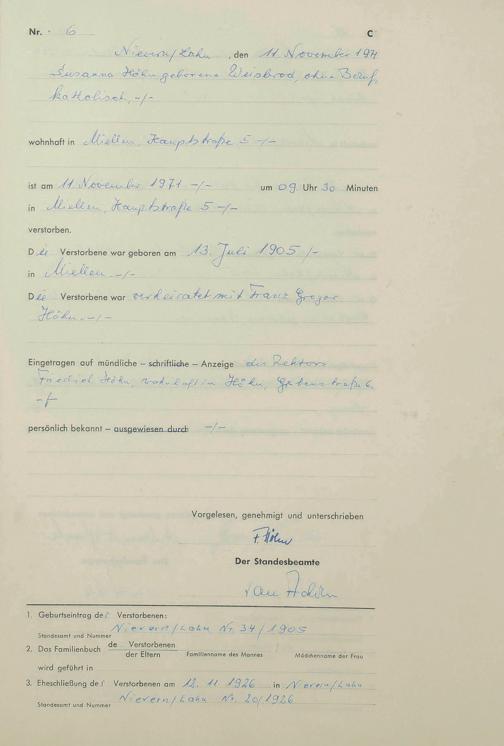 Nr. 6 C
Nievern/Lahn, den 11. November 1971
Susanna Höhn geborene Weisbrod, ohne Beruf,
katholisch, -/-
wohnhaft in Miellen, Hauptstraße 5 -/-
ist am 11. November 1971 -/- um 09 Uhr 30 Minuten
in Miellen, Hauptstraße 5 -/-
verstorben.
Die Verstorbene war geboren am 13. Juli 1905 -/-
in Miellen -/-
Die Verstorbene war verheiratet mit Franz Gregor
Höhn. -/-
Eingetragen auf mündliche – schriftliche – Anzeige des Rektors
Friedrich Höhn, wohnhaft in Höhn,
-/-
persönlich bekannt – ausgewiesen durch -/-
Vorgelesen, genehmigt und unterschrieben
F. Höhn
Der Standesbeamte
1. Geburtseintrag der Verstorbenen:
Nievern/Lahn Nr. 34/1905
Standesamt und Nummer
2. Das Familienbuch de Verstorbenen
der Eltern Familienname des Mannes Mädchenname der Frau
wird geführt in
3. Eheschließung der Verstorbenen am 12.11.1926 in Nievern/Lahn
Nievern/Lahn Nr. 20/1926
Standesamt und Nummer